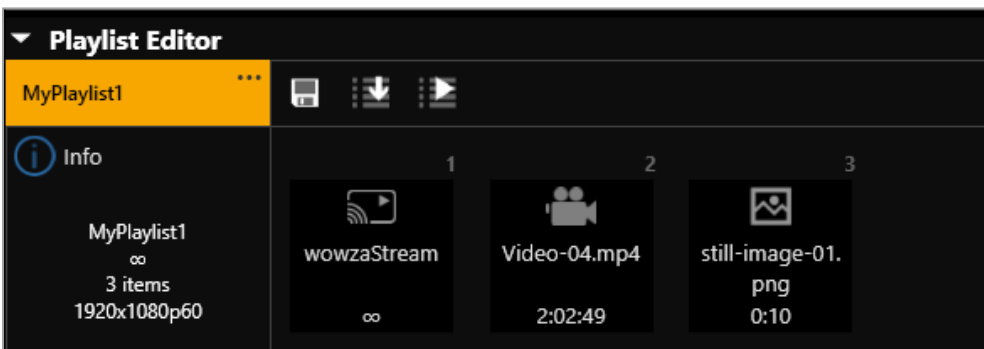 Playlist Editor
MyPlaylist1
Info
MyPlaylist1
∞
3 items
1920x1080p60
1
wowzaStream
∞
2
Video-04.mp4
2:02:49
3
still-image-01.
png
0:10